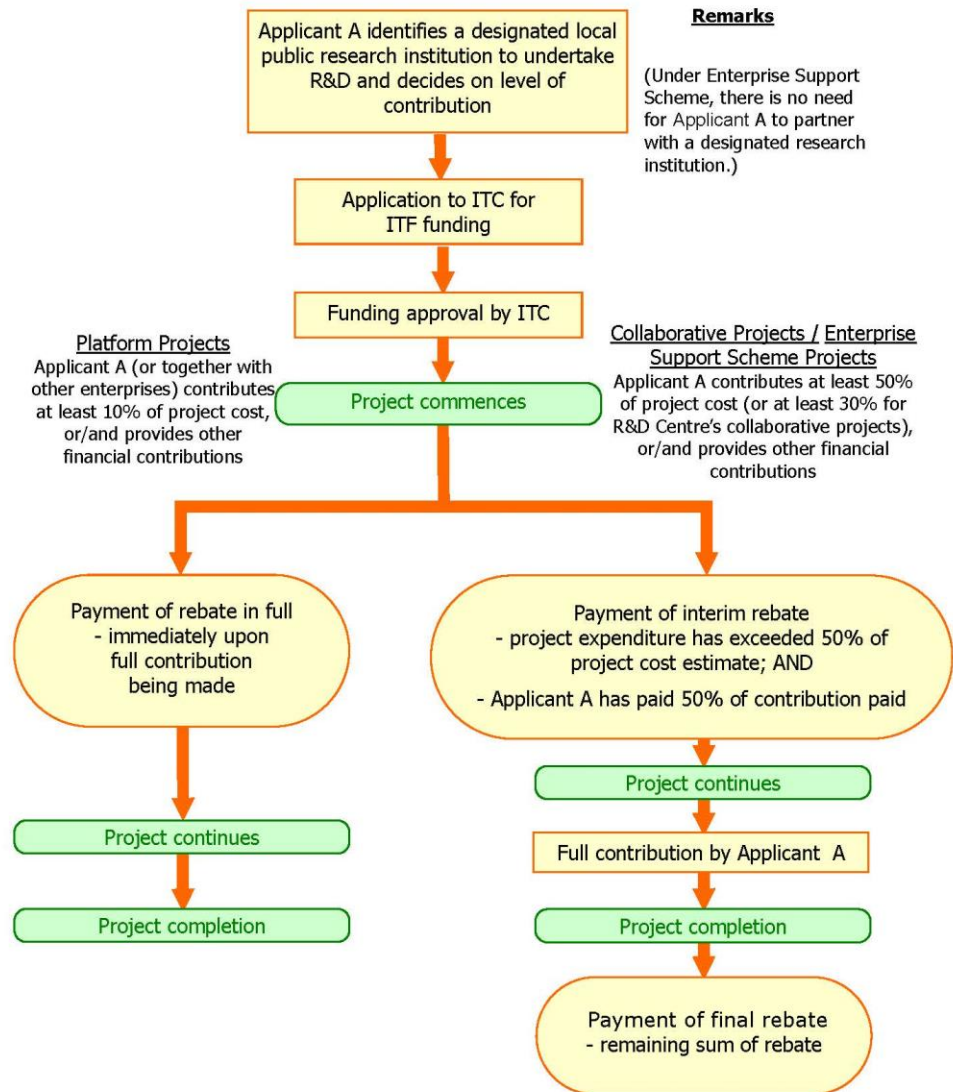 Applicant A identifies a designated local
public research institution to undertake
R&D and decides on level of
contribution
Remarks
(Under Enterprise Support
Scheme, there is no need
for Applicant A to partner
with a designated research
institution.)
Application to ITC for
ITF funding
Funding approval by ITC
Platform Projects
Applicant A (or together with
other enterprises) contributes
at least 10% of project cost,
or/and provides other
financial contributions
Project commences
Collaborative Projects / Enterprise
Support Scheme Projects
Applicant A contributes at least 50%
of project cost (or at least 30% for
R&D Centre's collaborative projects),
or/and provides other financial
contributions
Payment of rebate in full
- immediately upon
full contribution
being made
Project continues
Project completion
Payment of interim rebate
- project expenditure has exceeded 50% of
project cost estimate; AND
- Applicant A has paid 50% of contribution paid
Project continues
Full contribution by Applicant A
Project completion
Payment of final rebate
- remaining sum of rebate